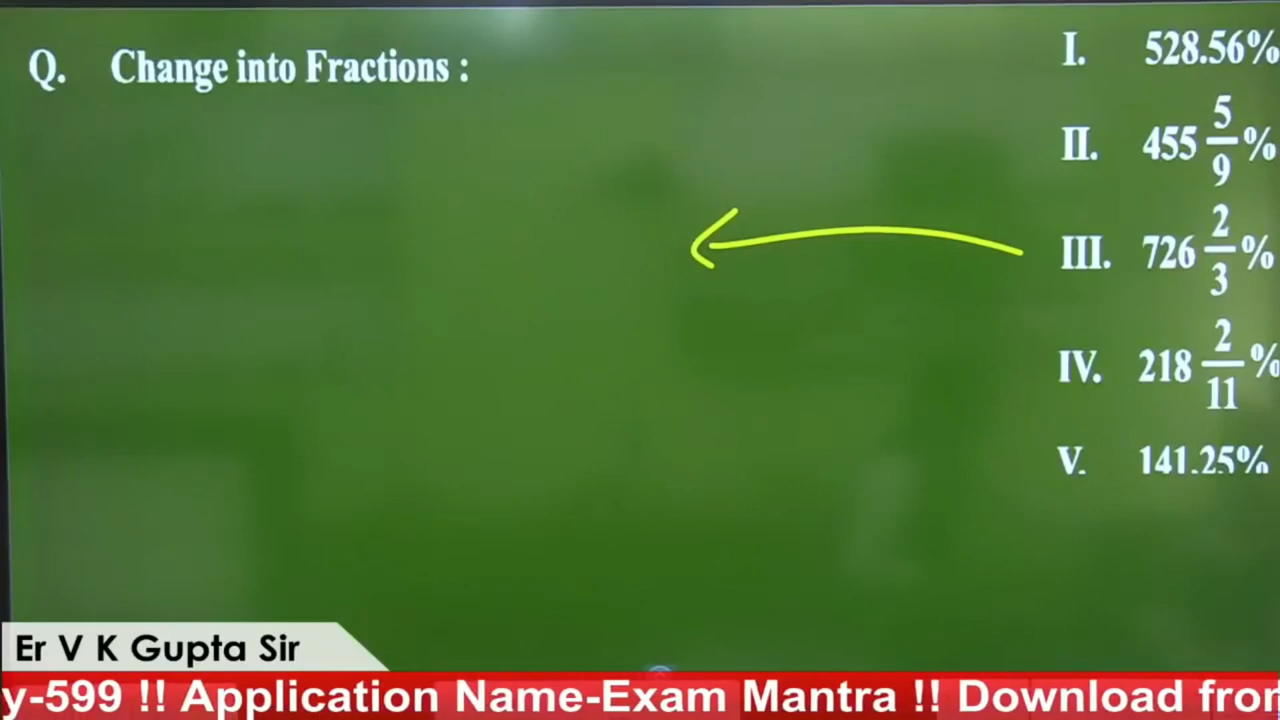 Q. Change into Fractions :
I. 528.56%
II. 455 5/9 %
III. 726 2/3 %
IV. 218 2/11 %
V. 141.25%
Er V K Gupta Sir
y-599 !! Application Name-Exam Mantra !! Download from